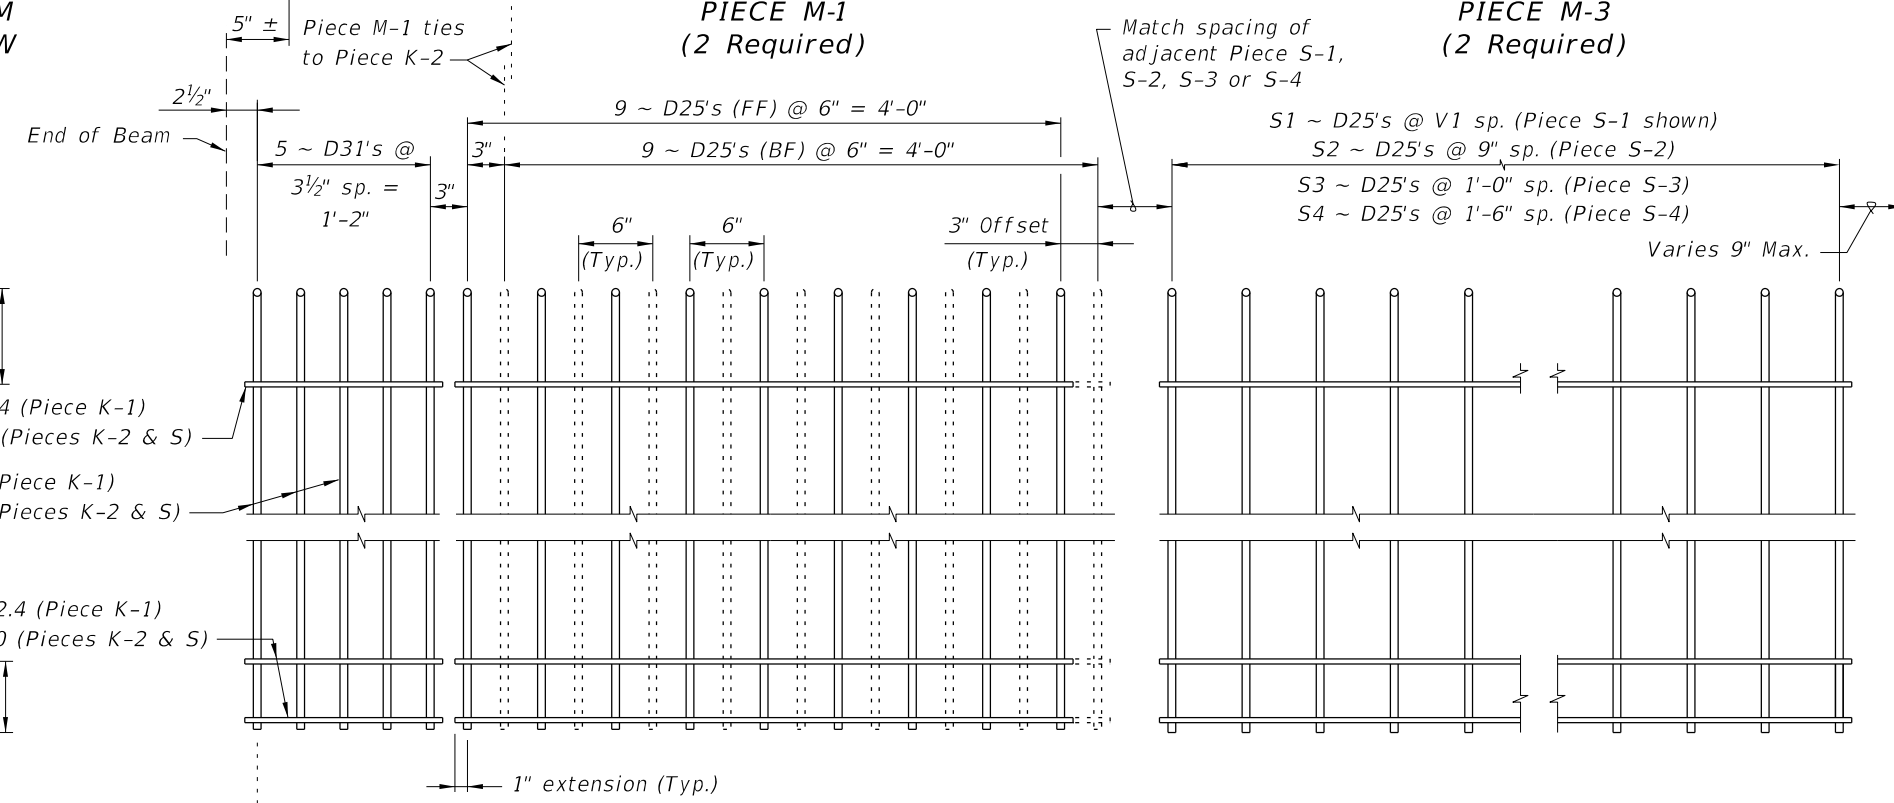 M
W
5" ±
Piece M-1 ties
to Piece K-2
PIECE M-1
(2 Required)
Match spacing of
adjacent Piece S-1,
S-2, S-3 or S-4
PIECE M-3
(2 Required)
2½"
End of Beam
5 ~ D31's @
3½" sp. =
1'-2"
3"
3"
9 ~ D25's (FF) @ 6" = 4'-0"
9 ~ D25's (BF) @ 6" = 4'-0"
6"
(Typ.)
6"
(Typ.)
3" Offset
(Typ.)
S1 ~ D25's @ V1 sp. (Piece S-1 shown)
S2 ~ D25's @ 9" sp. (Piece S-2)
S3 ~ D25's @ 1'-0" sp. (Piece S-3)
S4 ~ D25's @ 1'-6" sp. (Piece S-4)
Varies 9" Max.
4 (Piece K-1)
(Pieces K-2 & S)
Piece K-1)
Pieces K-2 & S)
2.4 (Piece K-1)
0 (Pieces K-2 & S)
1" extension (Typ.)